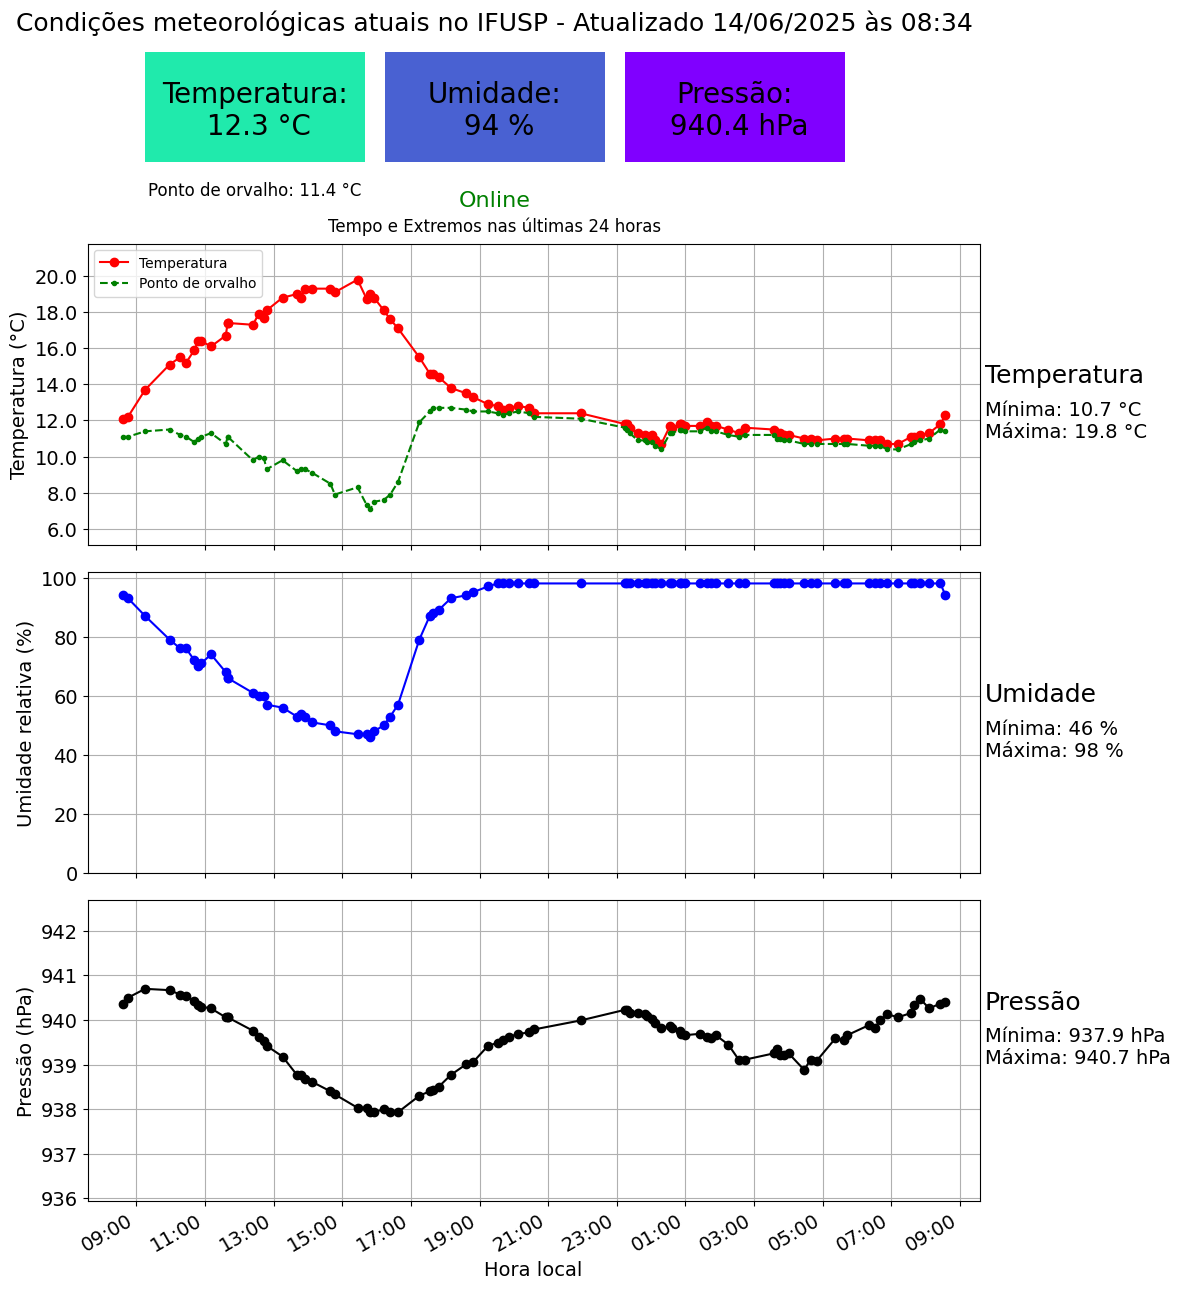 Condições meteorológicas atuais no IFUSP - Atualizado 14/06/2025 às 08:34
Temperatura:
12.3 °C
Umidade:
94 %
Pressão:
940.4 hPa
Ponto de orvalho: 11.4 °C
Online
Tempo e Extremos nas últimas 24 horas
Temperatura
Ponto de orvalho
Temperatura (°C)
20.0
18.0
16.0
14.0
12.0
10.0
8.0
6.0
Temperatura
Mínima: 10.7 °C
Máxima: 19.8 °C
Umidade relativa (%)
100
80
60
40
20
0
Umidade
Mínima: 46 %
Máxima: 98 %
Pressão (hPa)
942
941
940
939
938
937
936
Pressão
Mínima: 937.9 hPa
Máxima: 940.7 hPa
09:00
11:00
13:00
15:00
17:00
19:00
21:00
23:00
01:00
03:00
05:00
07:00
09:00
Hora local